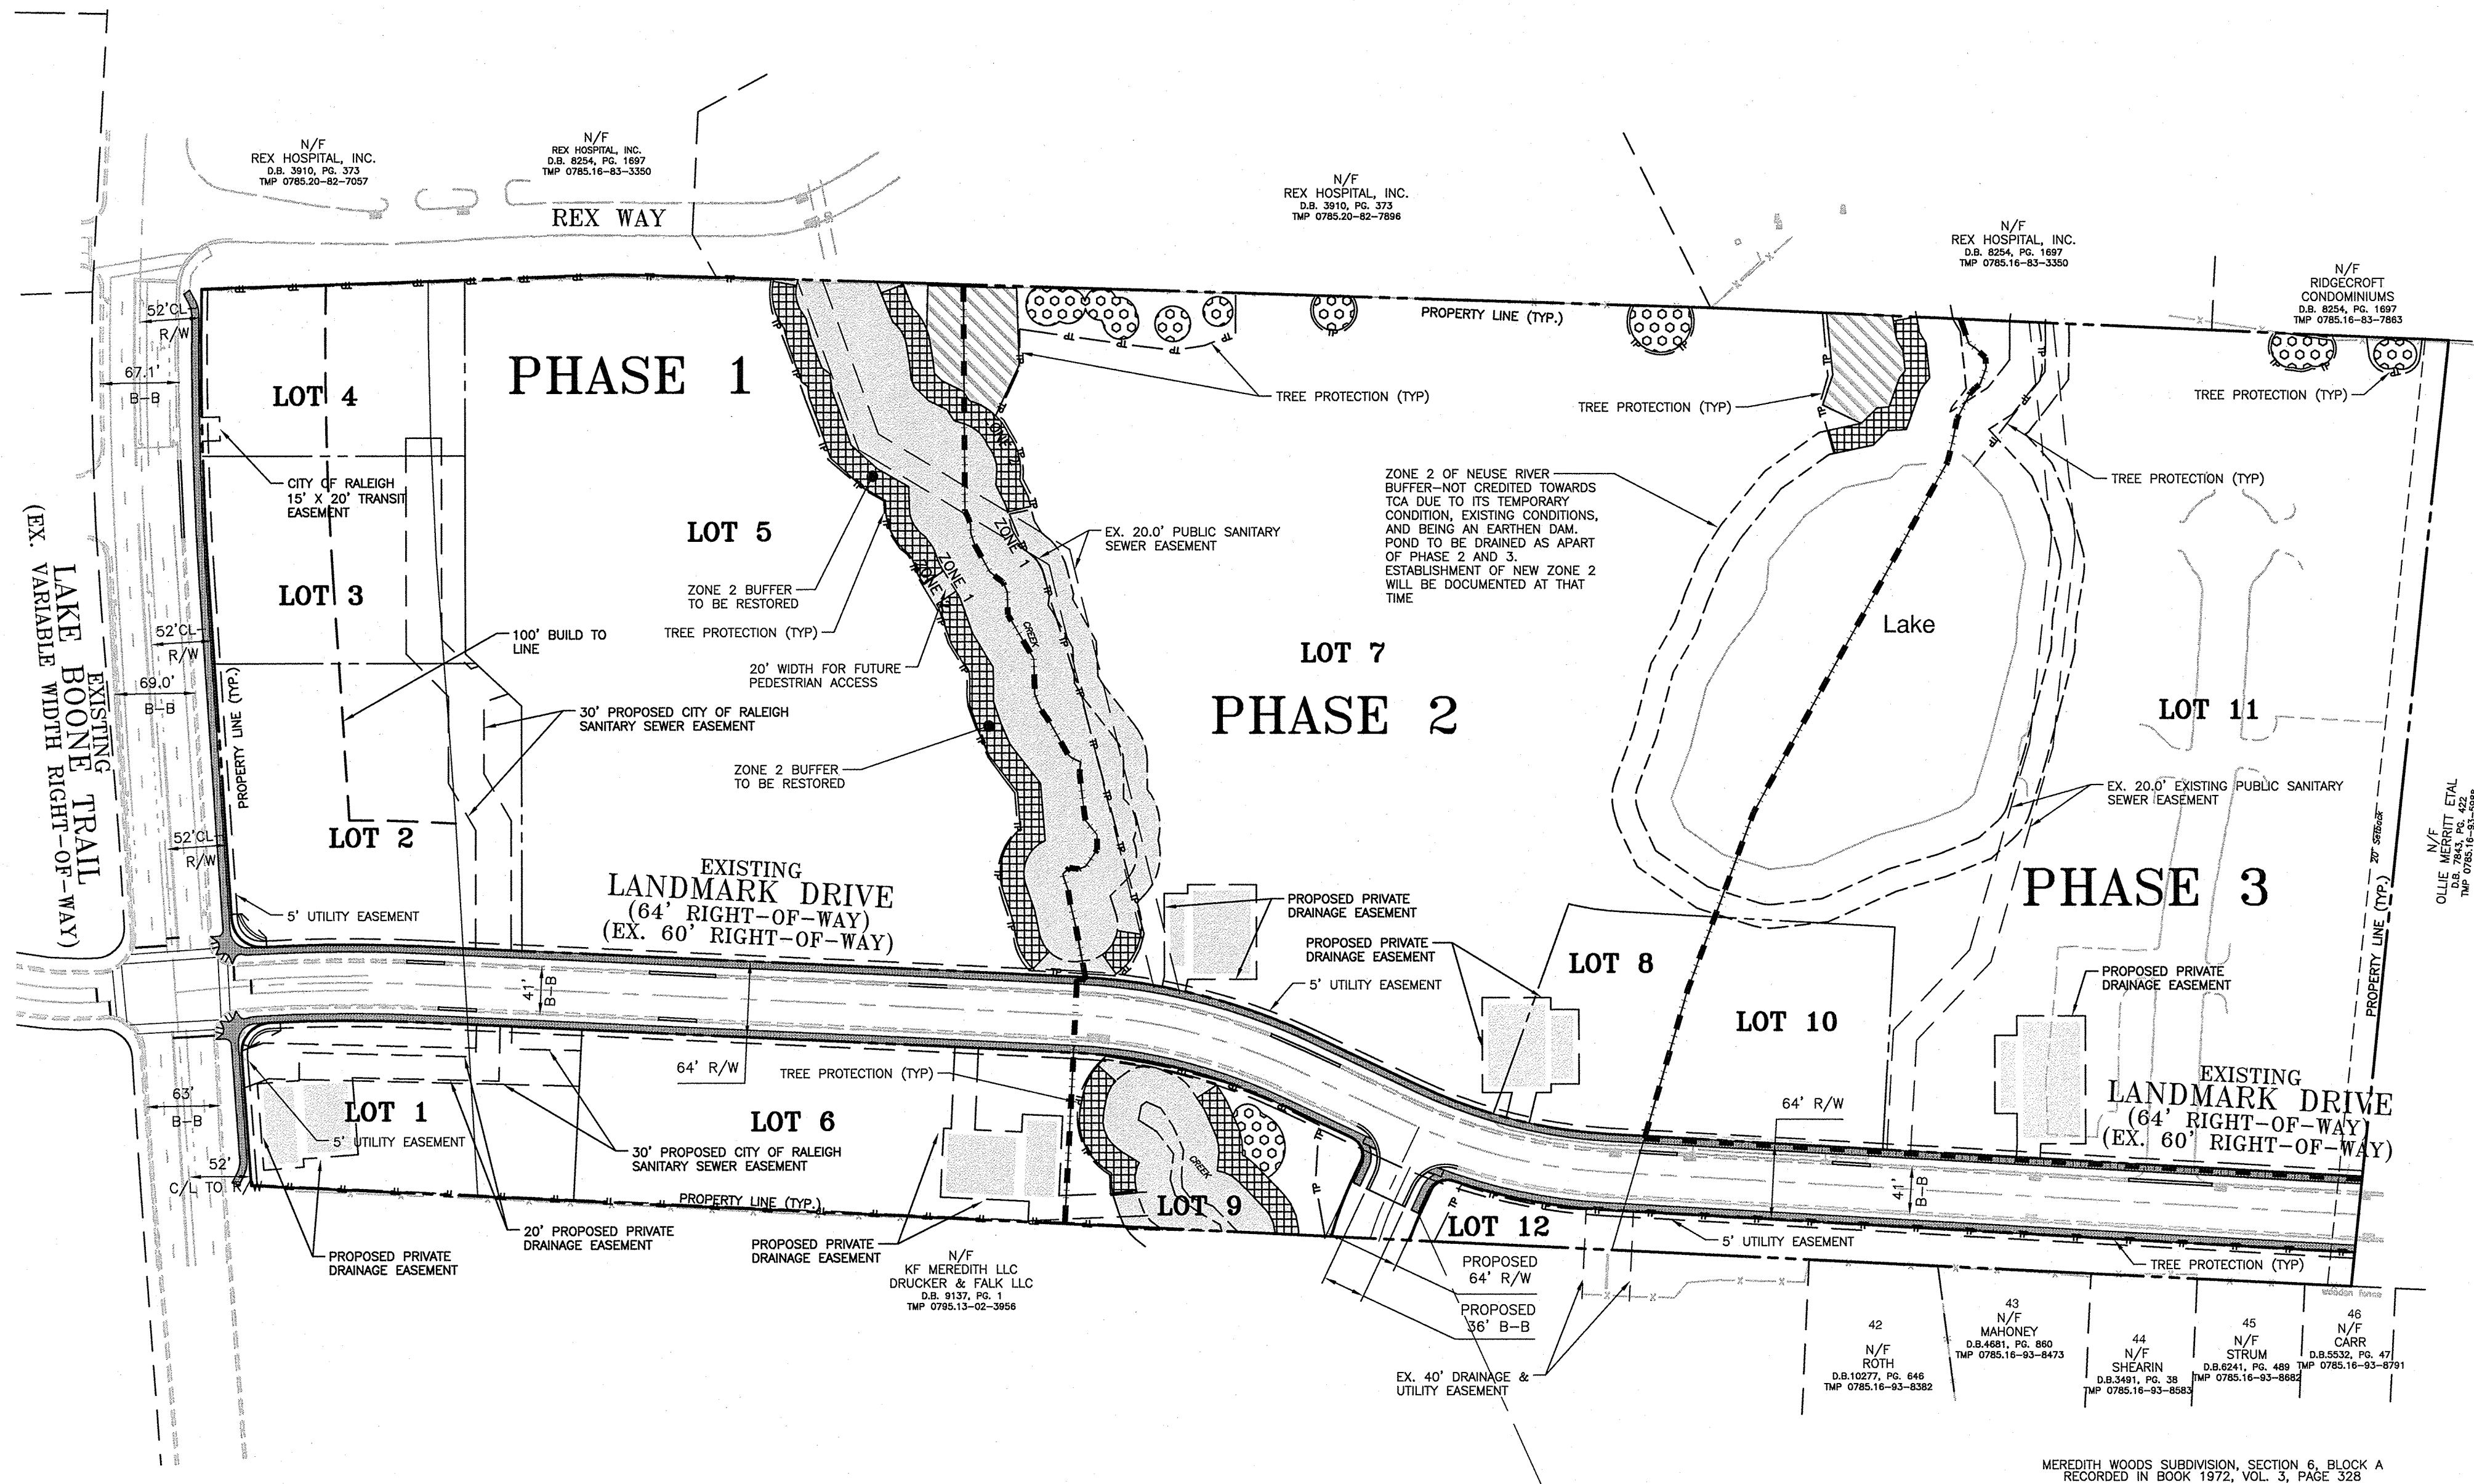 N/F
REX HOSPITAL, INC.
D.B. 3910, PG. 373
TMP 0785.20-82-7057
N/F
REX HOSPITAL, INC.
D.B. 8254, PG. 1697
TMP 0785.16-83-3350
REX WAY
N/F
REX HOSPITAL, INC.
D.B. 3910, PG. 373
TMP 0785.20-82-7896
N/F
REX HOSPITAL, INC.
D.B. 8254, PG. 1697
TMP 0785.16-83-3350
N/F
RIDGECROFT
CONDOMINIUMS
D.B. 8254, PG. 1697
TMP 0785.16-83-7863
52'CL
R/W
67.1'
B-B
LOT 4
PHASE 1
PROPERTY LINE (TYP.)
TREE PROTECTION (TYP)
TREE PROTECTION (TYP)
TREE PROTECTION (TYP)
TREE PROTECTION (TYP)
CITY OF RALEIGH
15' X 20' TRANSIT
EASEMENT
EXISTING
LAKE BOONE TRAIL
(EX. VARIABLE WIDTH RIGHT-OF-WAY)
LOT 3
LOT 5
ZONE 2 BUFFER
TO BE RESTORED
TREE PROTECTION (TYP)
20' WIDTH FOR FUTURE
PEDESTRIAN ACCESS
ZONE 2
ZONE 1
ZONE 1
ZONE 2
CREEK
EX. 20.0' PUBLIC SANITARY
SEWER EASEMENT
ZONE 2 OF NEUSE RIVER
BUFFER-NOT CREDITED TOWARDS
TCA DUE TO ITS TEMPORARY
CONDITION, EXISTING CONDITIONS,
AND BEING AN EARTHEN DAM.
POND TO BE DRAINED AS APART
OF PHASE 2 AND 3.
ESTABLISHMENT OF NEW ZONE 2
WILL BE DOCUMENTED AT THAT
TIME
Lake
LOT 7
PHASE 2
LOT 11
52'CL
R/W
69.0'
B-B
PROPERTY LINE (TYP.)
100' BUILD TO
LINE
30' PROPOSED CITY OF RALEIGH
SANITARY SEWER EASEMENT
ZONE 2 BUFFER
TO BE RESTORED
EX. 20.0' EXISTING PUBLIC SANITARY
SEWER EASEMENT
20' Setback
N/F
OLLIE MERRITT ETAL
D.B. 7843, PG. 422
52'CL
R/W
LOT 2
5' UTILITY EASEMENT
EXISTING
LANDMARK DRIVE
(64' RIGHT-OF-WAY)
(EX. 60' RIGHT-OF-WAY)
PROPOSED PRIVATE
DRAINAGE EASEMENT
PROPOSED PRIVATE
DRAINAGE EASEMENT
5' UTILITY EASEMENT
LOT 8
LOT 10
PHASE 3
PROPERTY LINE (TYP.)
PROPOSED PRIVATE
DRAINAGE EASEMENT
41'
B-B
64' R/W
TREE PROTECTION (TYP)
63'
B-B
52'
C/L TO R/W
LOT 1
5' UTILITY EASEMENT
LOT 6
30' PROPOSED CITY OF RALEIGH
SANITARY SEWER EASEMENT
PROPERTY LINE (TYP.)
20' PROPOSED PRIVATE
DRAINAGE EASEMENT
PROPOSED PRIVATE
DRAINAGE EASEMENT
PROPOSED PRIVATE
DRAINAGE EASEMENT
CREEK
LOT 9
64' R/W
EXISTING
LANDMARK DRIVE
(64' RIGHT-OF-WAY)
(EX. 60' RIGHT-OF-WAY)
41'
B-B
LOT 12
5' UTILITY EASEMENT
TREE PROTECTION (TYP)
PROPOSED
64' R/W
PROPOSED
36' B-B
EX. 40' DRAINAGE &
UTILITY EASEMENT
N/F
KF MEREDITH LLC
DRUCKER & FALK LLC
D.B. 9137, PG. 1
TMP 0795.13-02-3956
wooden fence
42
N/F
ROTH
D.B.10277, PG. 646
TMP 0785.16-93-8382
43
N/F
MAHONEY
D.B.4681, PG. 860
TMP 0785.16-93-8473
44
N/F
SHEARIN
D.B.3491, PG. 38
TMP 0785.16-93-8583
45
N/F
STRUM
D.B.6241, PG. 489
TMP 0785.16-93-8682
46
N/F
CARR
D.B.5532, PG. 47
TMP 0785.16-93-8791
MEREDITH WOODS SUBDIVISION, SECTION 6, BLOCK A
RECORDED IN BOOK 1972, VOL. 3, PAGE 328